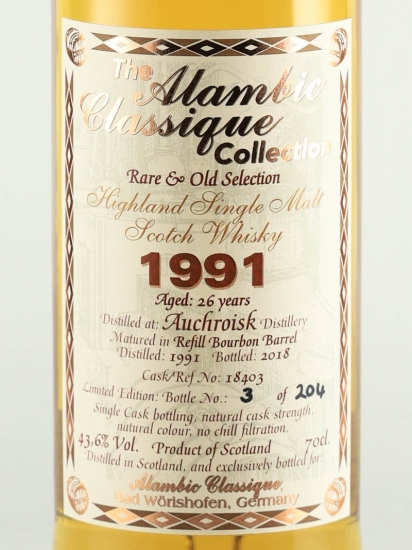 The Alambic
Classique
Collection
Rare & Old Selection
Highland Single Malt
Scotch Whisky
1991
Aged: 26 years
Distilled at: Auchroisk Distillery
Matured in Refill Bourbon Barrel
Distilled: 1991 Bottled: 2018
Cask/Ref No: 18403
Limited Edition: Bottle No.: 3 of 204
Single Cask bottling, natural cask strength,
natural colour, no chill filtration.
43,6% Vol. Product of Scotland 70cl.
Distilled in Scotland, and exclusively bottled for:
Alambic Classique,
Bad Wörishofen, Germany